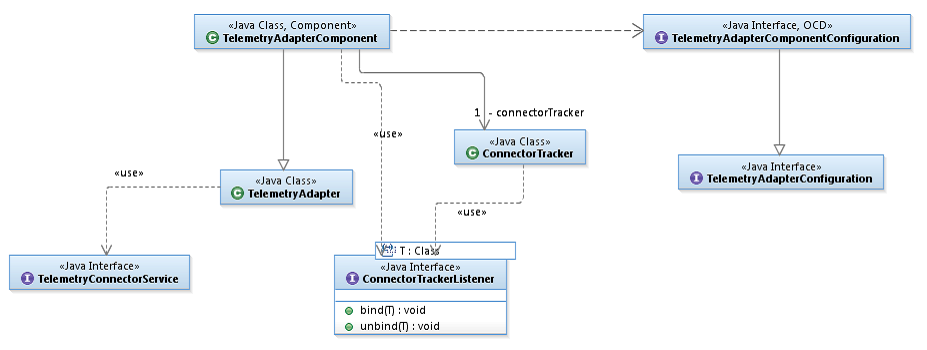 «Java Class, Component»
TelemetryAdapterComponent
«Java Interface, OCD»
TelemetryAdapterComponentConfiguration
1 - connectorTracker
«use»
«Java Class»
ConnectorTracker
«Java Interface»
TelemetryAdapterConfiguration
«use»
«Java Class»
TelemetryAdapter
«use»
T : Class
«Java Interface»
TelemetryConnectorService
«Java Interface»
ConnectorTrackerListener
bind(T) : void
unbind(T) : void